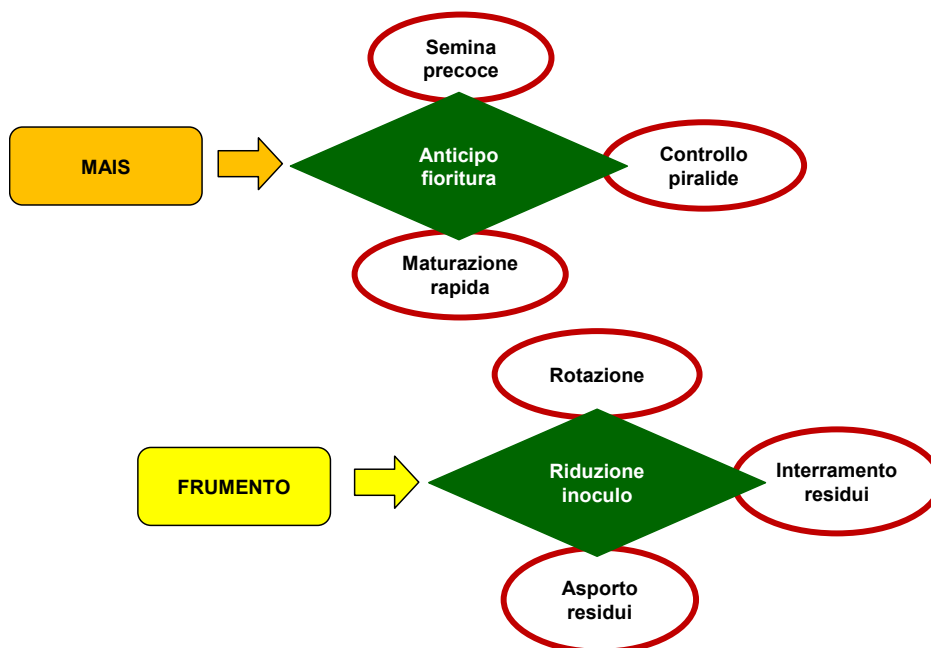 Semina
precoce
MAIS
Anticipo
fioritura
Controllo
piralide
Maturazione
rapida
Rotazione
FRUMENTO
Riduzione
inoculo
Interramento
residui
Asporto
residui